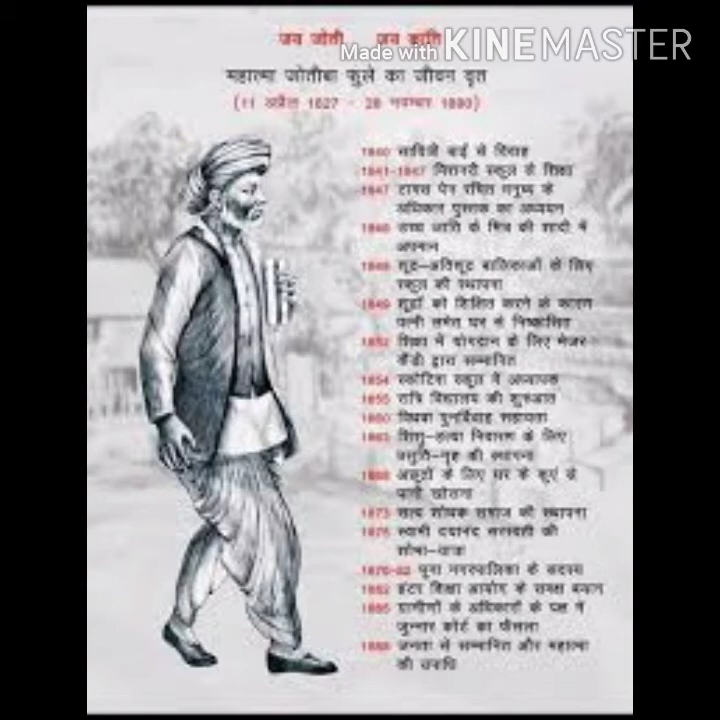 जय जोती जय क्रांति
Made with KINEMASTER
महात्मा जोतीबा फुले का जीवन वृत
(11 अप्रैल 1827 - 28 नवम्बर 1890)
1840 सावित्री बाई से विवाह
1841-1847 मिशनरी स्कूल से शिक्षा
1847 टामस पेन रचित मनुष्य के
अधिकार पुस्तक का अध्ययन
1848 उच्च जाति के मित्र की शादी में
अपमान
1848 शूद्र-अतिशूद्र बालिकाओं के लिए
स्कूल की स्थापना
1849 शूद्रों को शिक्षित करने के कारण
पत्नी समेत घर से निष्कासित
1852 शिक्षा में योगदान के लिए मेजर
कैंडी द्वारा सम्मानित
1854 स्कोटिश स्कूल में अध्यापक
1855 रात्रि विद्यालय की शुरुआत
1860 विधवा पुनर्विवाह सहायता
1863 शिशु-हत्या निवारण के लिए
प्रसुति-गृह की स्थापना
1868 अछूतों के लिए घर के कुएं से
पानी खोलना
1873 सत्य शोधक समाज की स्थापना
1875 स्वामी दयानंद सरस्वती की
शोभा-यात्रा
1876-82 पूना नगरपालिका के सदस्य
1882 हंटर शिक्षा आयोग के समक्ष बयान
1885 ग्रामीणों के अधिकारों के पक्ष में
जुन्नार कोर्ट का फैसला
1888 जनता से सम्मानित और महात्मा
की उपाधि